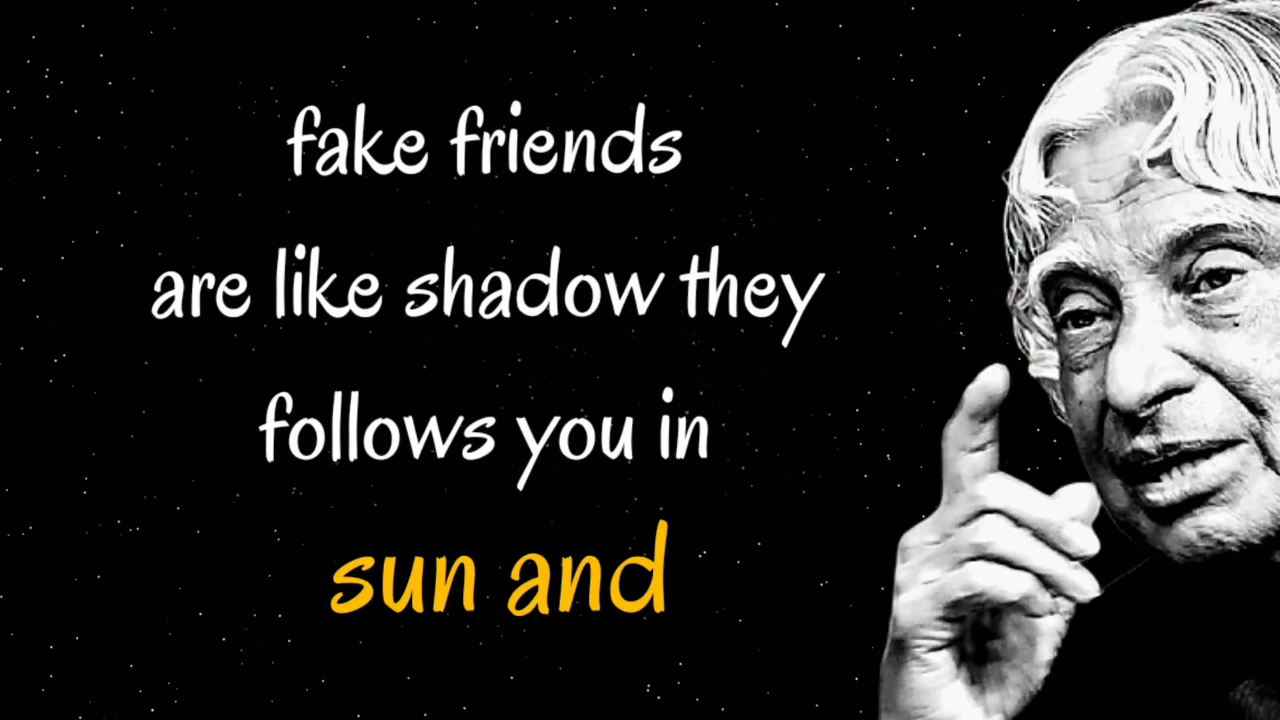 fake friends
are like shadow they
follows you in
sun and